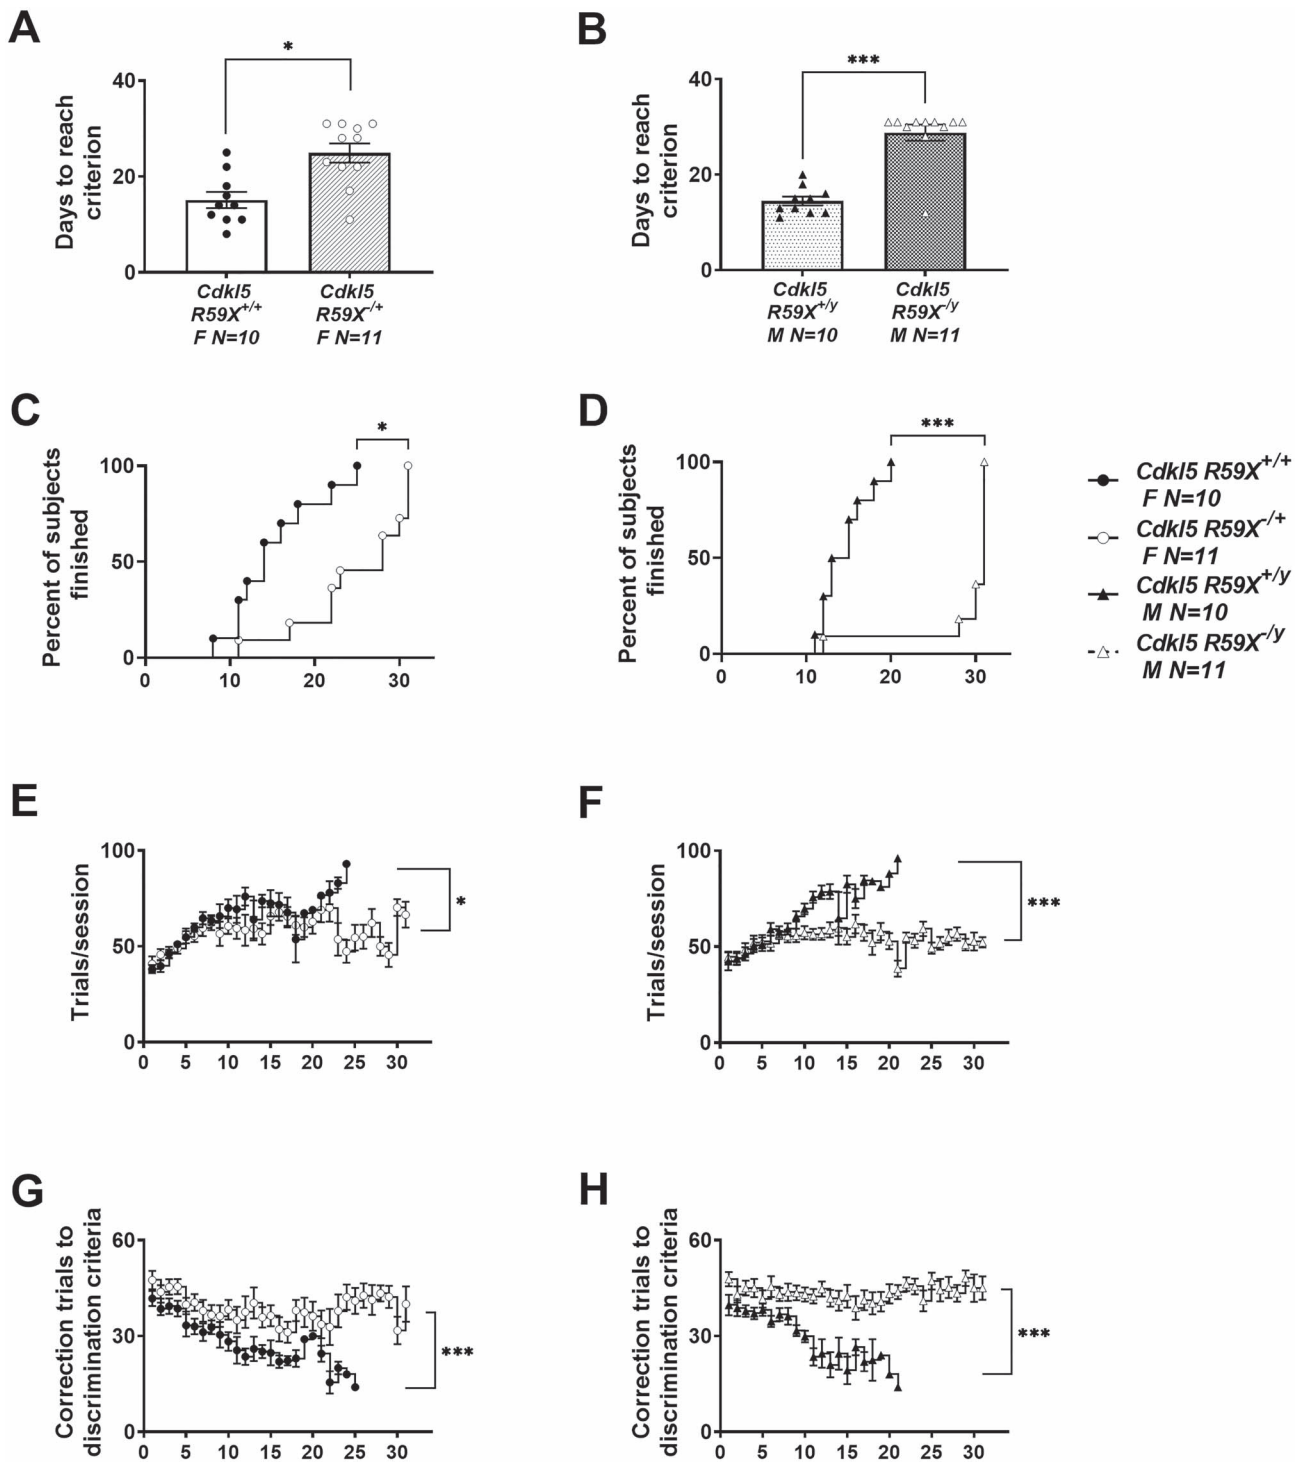 A
*
40
20
0
Days to reach
criterion
Cdkl5
R59X+/+
F N=10
Cdkl5
R59X-/+
F N=11
B
***
40
20
0
Days to reach
criterion
Cdkl5
R59X+/y
M N=10
Cdkl5
R59X-/y
M N=11
C
*
100
50
0
Percent of subjects
finished
0 10 20 30
D
***
100
50
0
Percent of subjects
finished
0 10 20 30
Cdkl5 R59X+/+
F N=10
Cdkl5 R59X-/+
F N=11
Cdkl5 R59X+/y
M N=10
Cdkl5 R59X-/y
M N=11
E
100
50
0
Trials/session
*
0 5 10 15 20 25 30
F
100
50
0
Trials/session
***
0 5 10 15 20 25 30
G
60
30
0
Correction trials to
discrimination criteria
***
0 5 10 15 20 25 30
H
60
30
0
Correction trials to
discrimination criteria
***
0 5 10 15 20 25 30